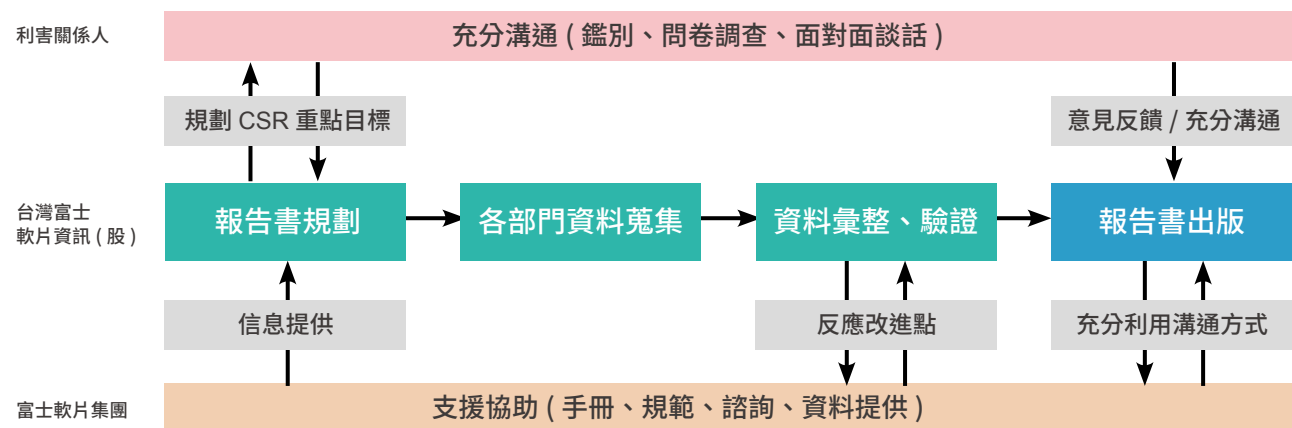 利害關係人
充分溝通 ( 鑑別、問卷調查、面對面談話 )
規劃 CSR 重點目標
意見反饋 / 充分溝通
台灣富士
軟片資訊 ( 股 )
報告書規劃
各部門資料蒐集
資料彙整、驗證
報告書出版
信息提供
反應改進點
充分利用溝通方式
富士軟片集團
支援協助 ( 手冊、規範、諮詢、資料提供 )